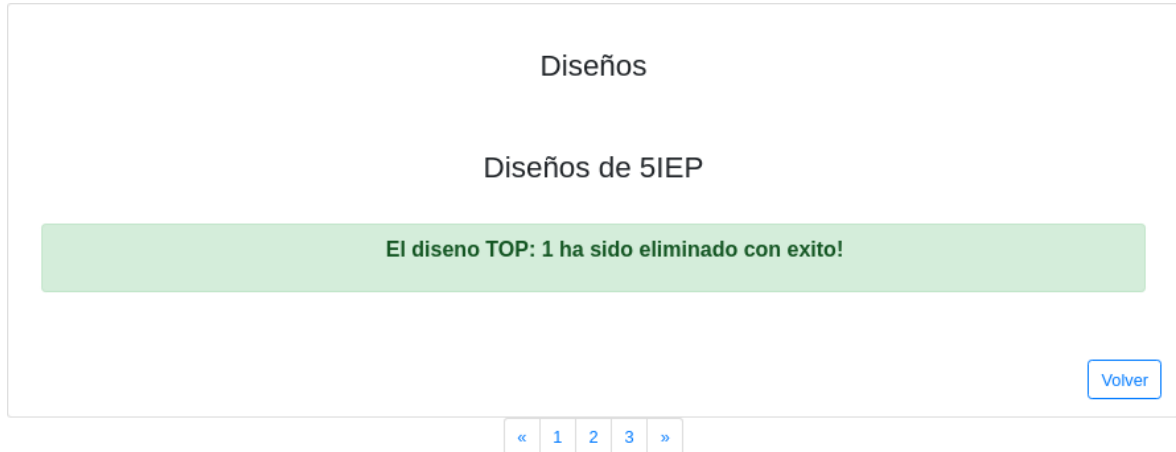 Diseños
Diseños de 5IEP
El diseno TOP: 1 ha sido eliminado con exito!
Volver
« 1 2 3 »